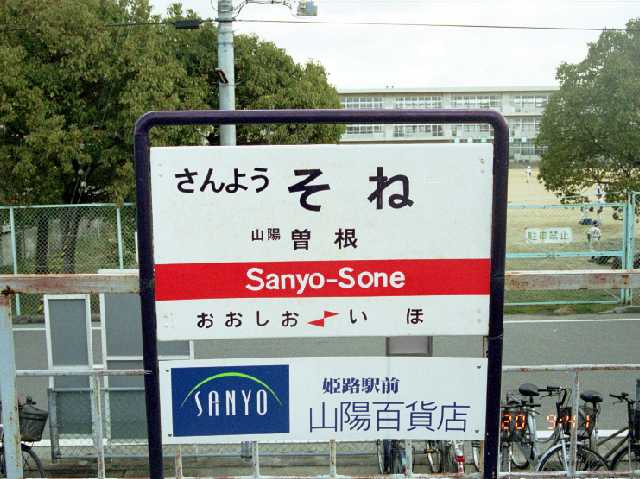 さんよう そね
山陽 曽根
Sanyo-Sone
おおしお いほ
SANYO
姫路駅前
山陽百貨店
駐車禁止